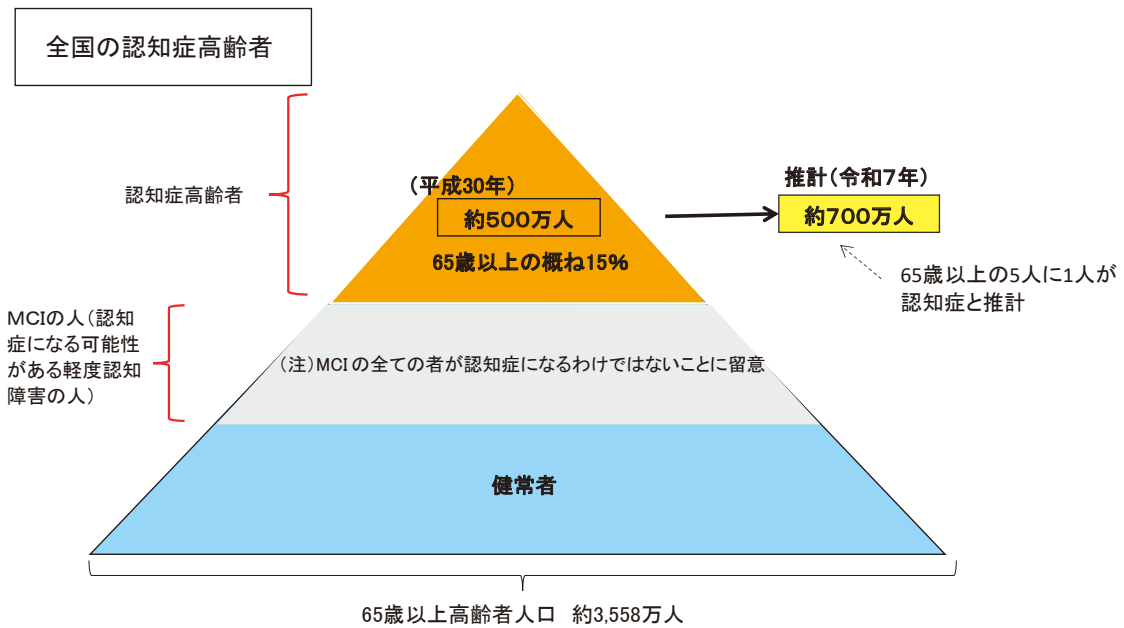 全国の認知症高齢者
認知症高齢者
（平成30年）
約500万人
65歳以上の概ね15%
推計（令和7年）
約700万人
65歳以上の5人に1人が
認知症と推計
MCIの人（認知
症になる可能性
がある軽度認知
障害の人）
（注）MCIの全ての者が認知症になるわけではないことに留意
健常者
65歳以上高齢者人口　約3,558万人